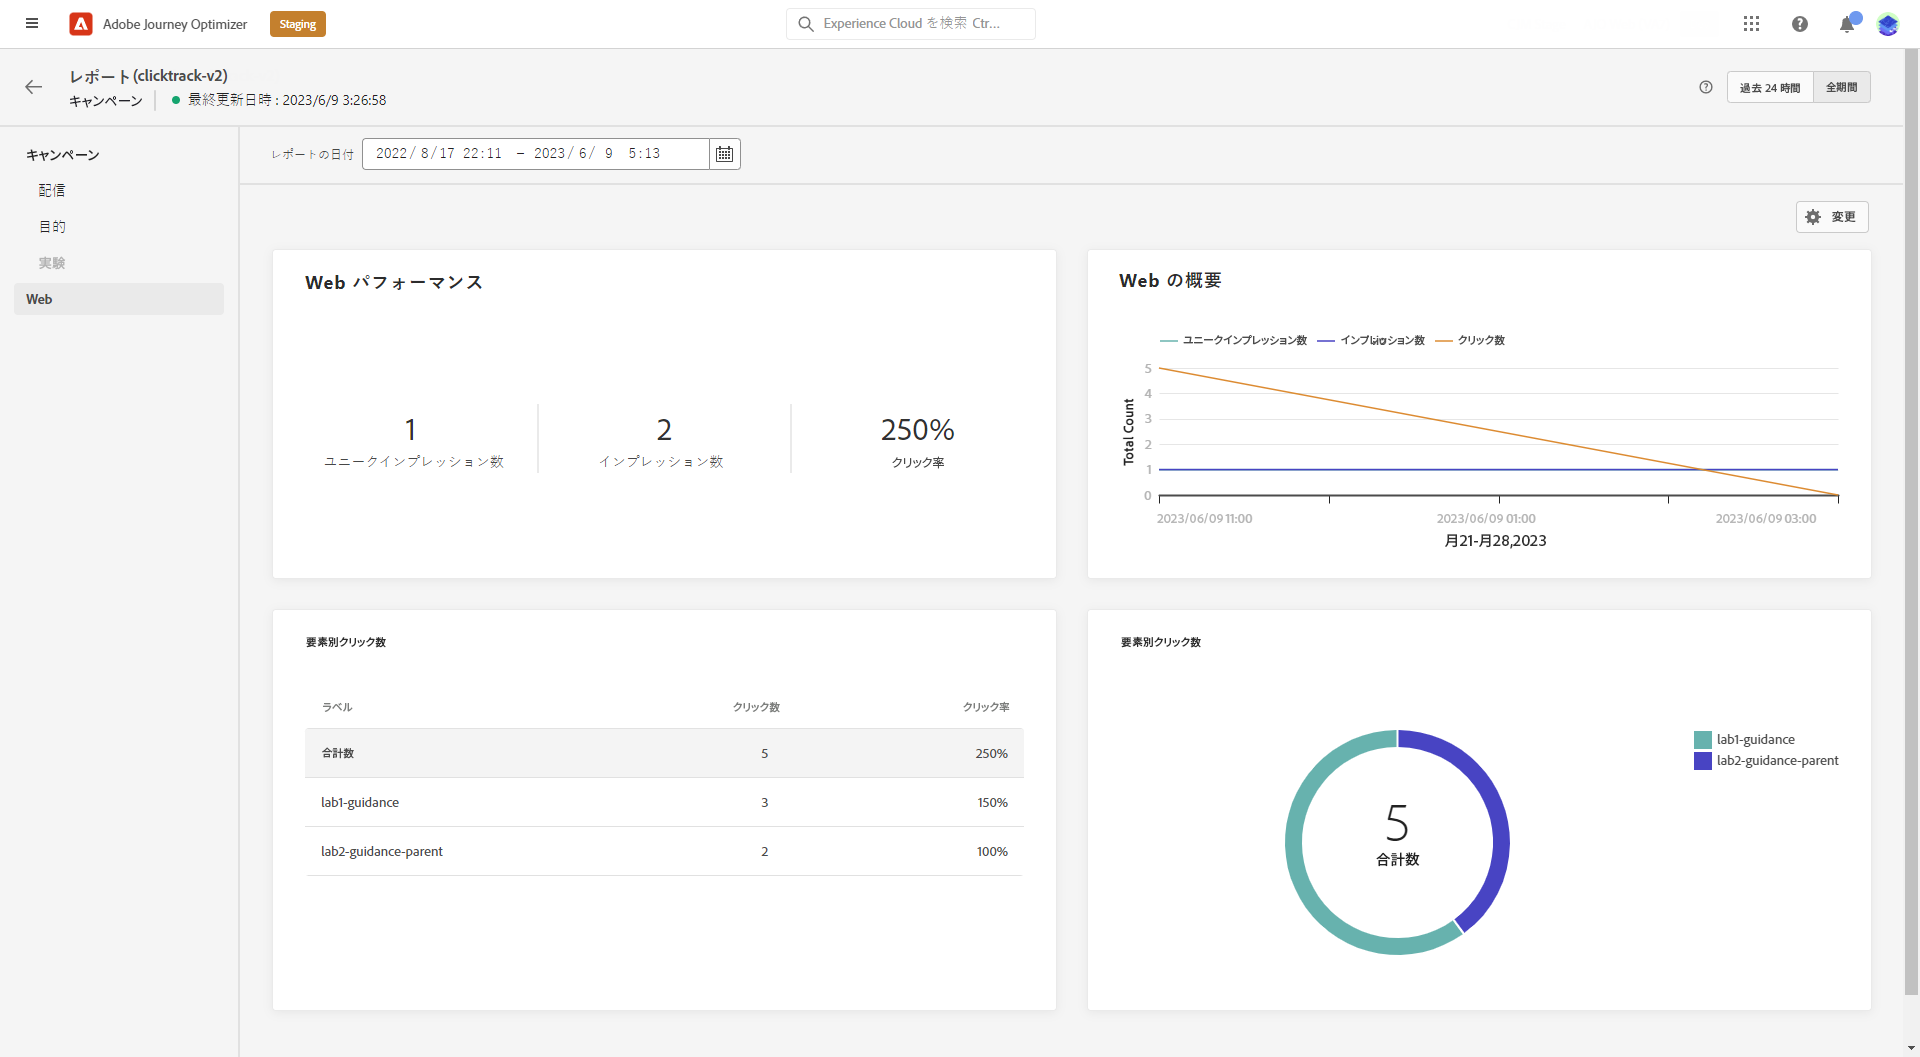 Adobe Journey Optimizer
Staging
Experience Cloud を検索 Ctr...
レポート(clicktrack-v2)
キャンペーン
最終更新日時 : 2023/6/9 3:26:58
過去 24 時間
全期間
キャンペーン
配信
目的
実験
Web
レポートの日付
2022/ 8/17 22:11 – 2023/ 6/ 9 5:13
変更
Web パフォーマンス
1
ユニークインプレッション数
2
インプレッション数
250%
クリック率
Web の概要
ユニークインプレッション数
クリック数
Total Count
5
4
3
2
1
0
2023/06/09 11:00
2023/06/09 01:00
2023/06/09 03:00
月21-月28,2023
要素別クリック数
ラベル
クリック数
クリック率
合計数
5
250%
lab1-guidance
3
150%
lab2-guidance-parent
2
100%
要素別クリック数
lab1-guidance
lab2-guidance-parent
5
合計数